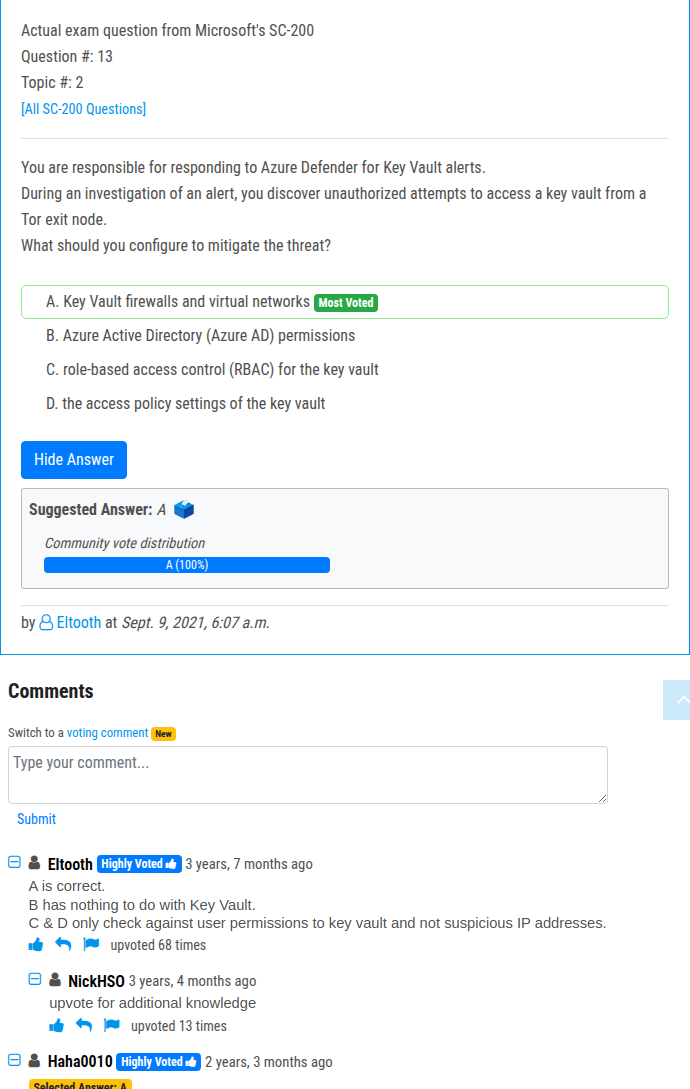 Actual exam question from Microsoft's SC-200
Question #: 13
Topic #: 2
[All SC-200 Questions]
You are responsible for responding to Azure Defender for Key Vault alerts.
During an investigation of an alert, you discover unauthorized attempts to access a key vault from a
Tor exit node.
What should you configure to mitigate the threat?
A. Key Vault firewalls and virtual networks Most Voted
B. Azure Active Directory (Azure AD) permissions
C. role-based access control (RBAC) for the key vault
D. the access policy settings of the key vault
Hide Answer
Suggested Answer: A
Community vote distribution
A (100%)
by Eltooth at Sept. 9, 2021, 6:07 a.m.
Comments
Switch to a voting comment New
Type your comment...
Submit
Eltooth Highly Voted 3 years, 7 months ago
A is correct.
B has nothing to do with Key Vault.
C & D only check against user permissions to key vault and not suspicious IP addresses.
upvoted 68 times
NickHSO 3 years, 4 months ago
upvote for additional knowledge
upvoted 13 times
Haha0010 Highly Voted 2 years, 3 months ago
Selected Answer: A